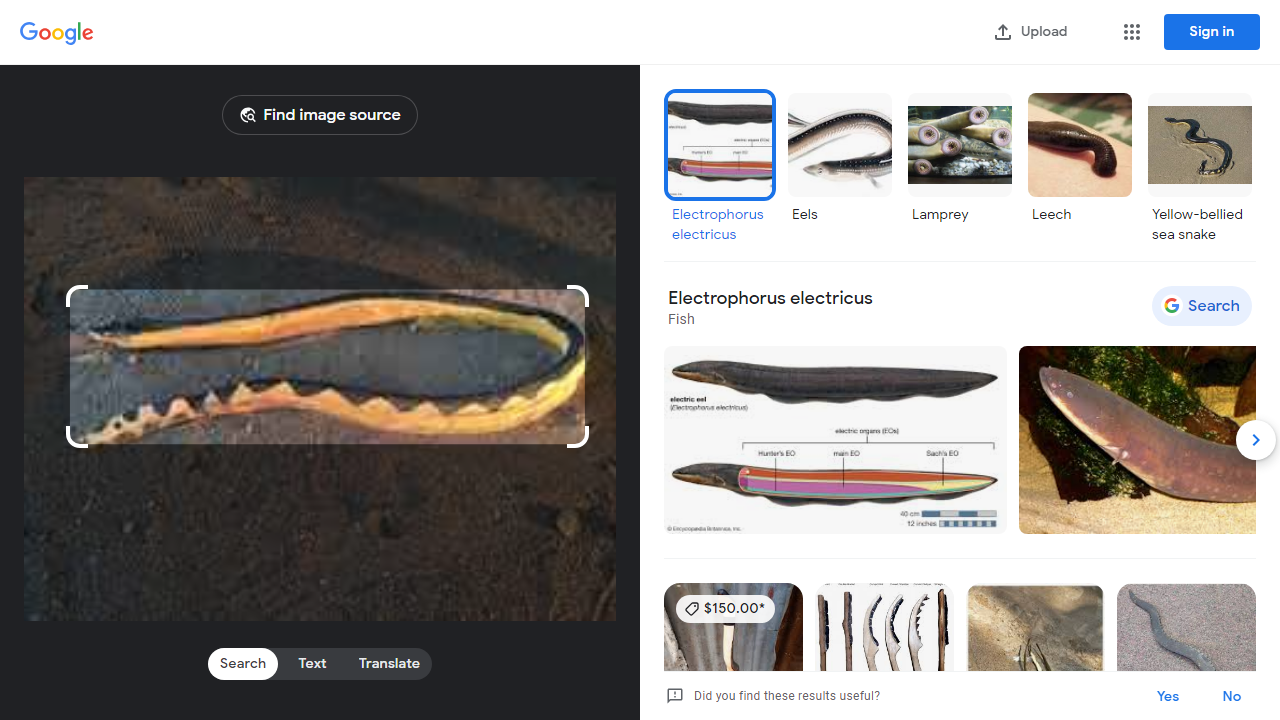 Google
Upload
Sign in
Find image source
Electrophorus
electricus
Eels
Lamprey
Leech
Yellow-bellied
sea snake
Electrophorus electricus
Fish
Search
electric eel
(Electrophorus electricus)
electric organs (EOs)
Hunter's EO
main EO
Sach's EO
40 cm
12 inches
© Encyclopædia Britannica, Inc.
$150.00*
Search
Text
Translate
Did you find these results useful?
Yes
No